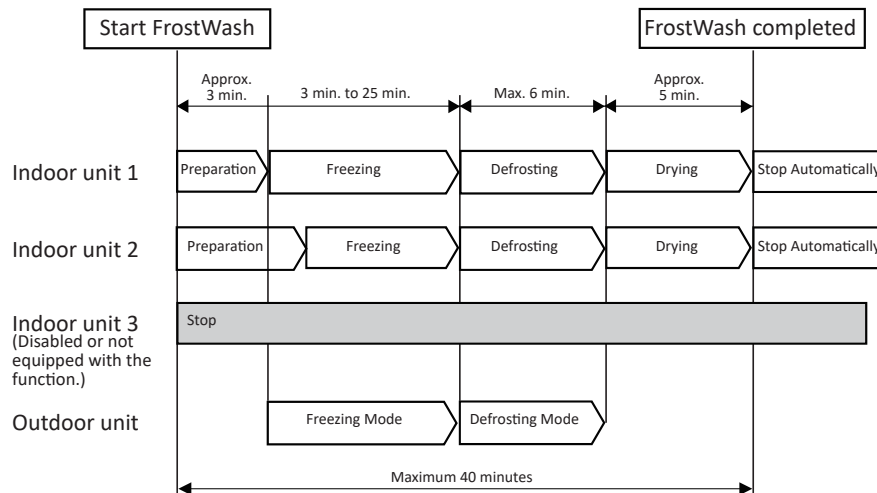 Start FrostWash
FrostWash completed
Approx.
3 min.
3 min. to 25 min.
Max. 6 min.
Approx.
5 min.
Indoor unit 1
Preparation
Freezing
Defrosting
Drying
Stop Automatically
Indoor unit 2
Preparation
Freezing
Defrosting
Drying
Stop Automatically
Indoor unit 3
(Disabled or not
equipped with the
function.)
Stop
Outdoor unit
Freezing Mode
Defrosting Mode
Maximum 40 minutes